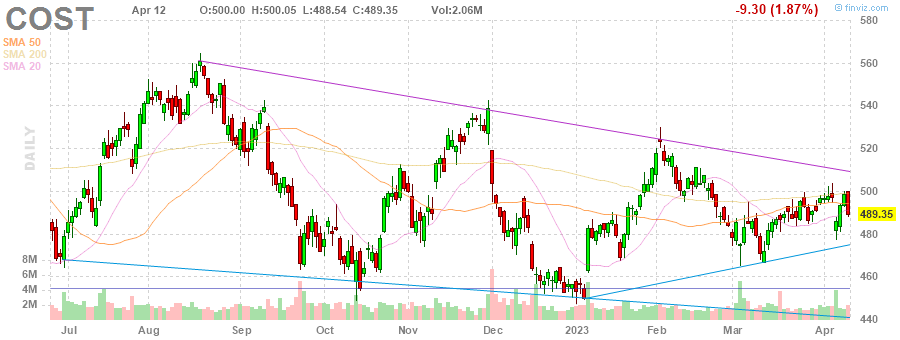 COST
Apr 12 O:500.00 H:500.05 L:488.54 C:489.35 Vol:2.06M -9.30 (1.87%) finviz.com
SMA 50
SMA 200
SMA 20
DAILY
580
560
540
520
500
489.35
480
460
440
8M
6M
4M
2M
Jul Aug Sep Oct Nov Dec 2023 Feb Mar Apr